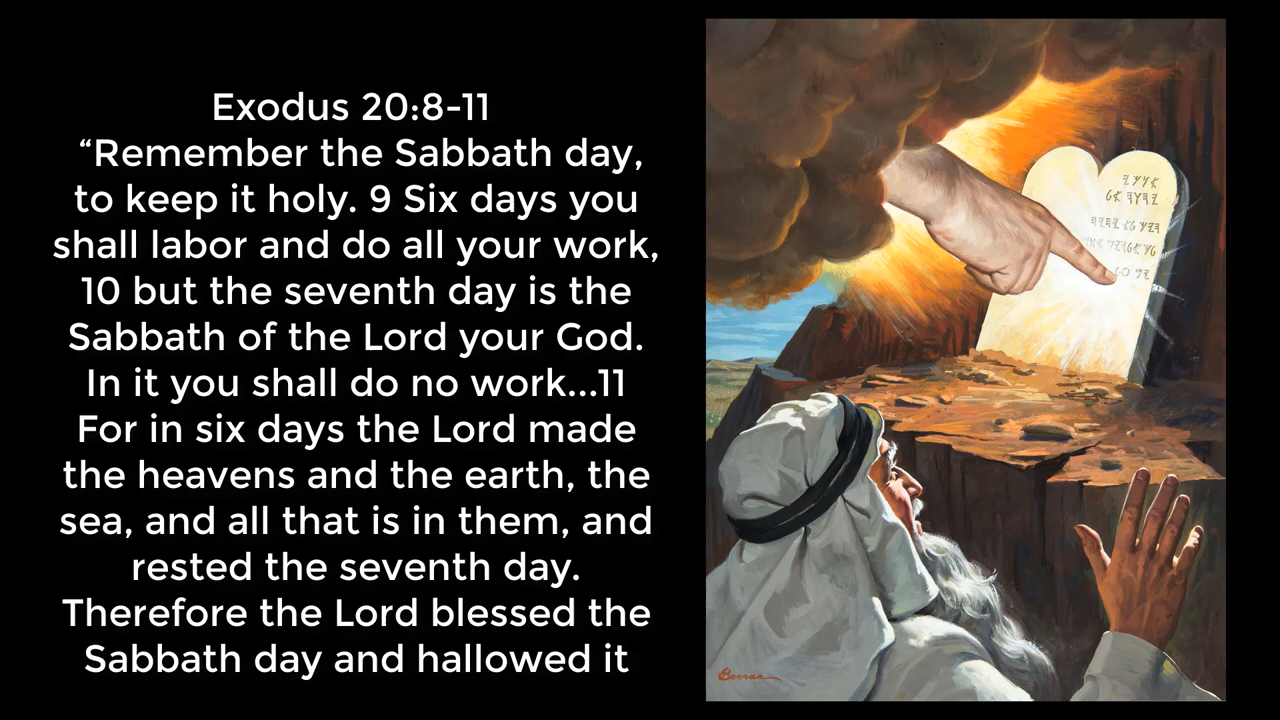 Exodus 20:8-11
“Remember the Sabbath day,
to keep it holy. 9 Six days you
shall labor and do all your work,
10 but the seventh day is the
Sabbath of the Lord your God.
In it you shall do no work...11
For in six days the Lord made
the heavens and the earth, the
sea, and all that is in them, and
rested the seventh day.
Therefore the Lord blessed the
Sabbath day and hallowed it